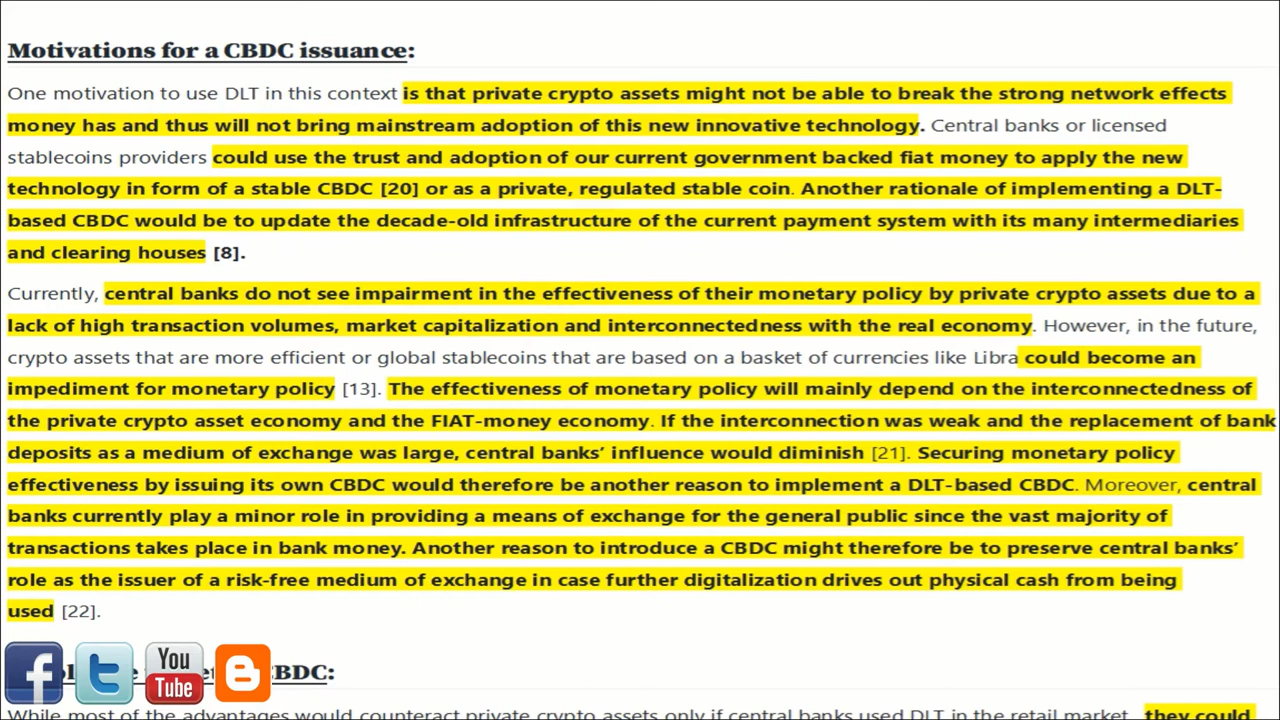 Motivations for a CBDC issuance:
One motivation to use DLT in this context is that private crypto assets might not be able to break the strong network effects
money has and thus will not bring mainstream adoption of this new innovative technology. Central banks or licensed
stablecoins providers could use the trust and adoption of our current government backed fiat money to apply the new
technology in form of a stable CBDC [20] or as a private, regulated stable coin. Another rationale of implementing a DLT-
based CBDC would be to update the decade-old infrastructure of the current payment system with its many intermediaries
and clearing houses [8].
Currently, central banks do not see impairment in the effectiveness of their monetary policy by private crypto assets due to a
lack of high transaction volumes, market capitalization and interconnectedness with the real economy. However, in the future,
crypto assets that are more efficient or global stablecoins that are based on a basket of currencies like Libra could become an
impediment for monetary policy [13]. The effectiveness of monetary policy will mainly depend on the interconnectedness of
the private crypto asset economy and the FIAT-money economy. If the interconnection was weak and the replacement of bank
deposits as a medium of exchange was large, central banks’ influence would diminish [21]. Securing monetary policy
effectiveness by issuing its own CBDC would therefore be another reason to implement a DLT-based CBDC. Moreover, central
banks currently play a minor role in providing a means of exchange for the general public since the vast majority of
transactions takes place in bank money. Another reason to introduce a CBDC might therefore be to preserve central banks’
role as the issuer of a risk-free medium of exchange in case further digitalization drives out physical cash from being
used [22].
You
Tube
CBDC:
While most of the advantages would counteract private crypto assets only if central banks used DLT in the retail market, they could